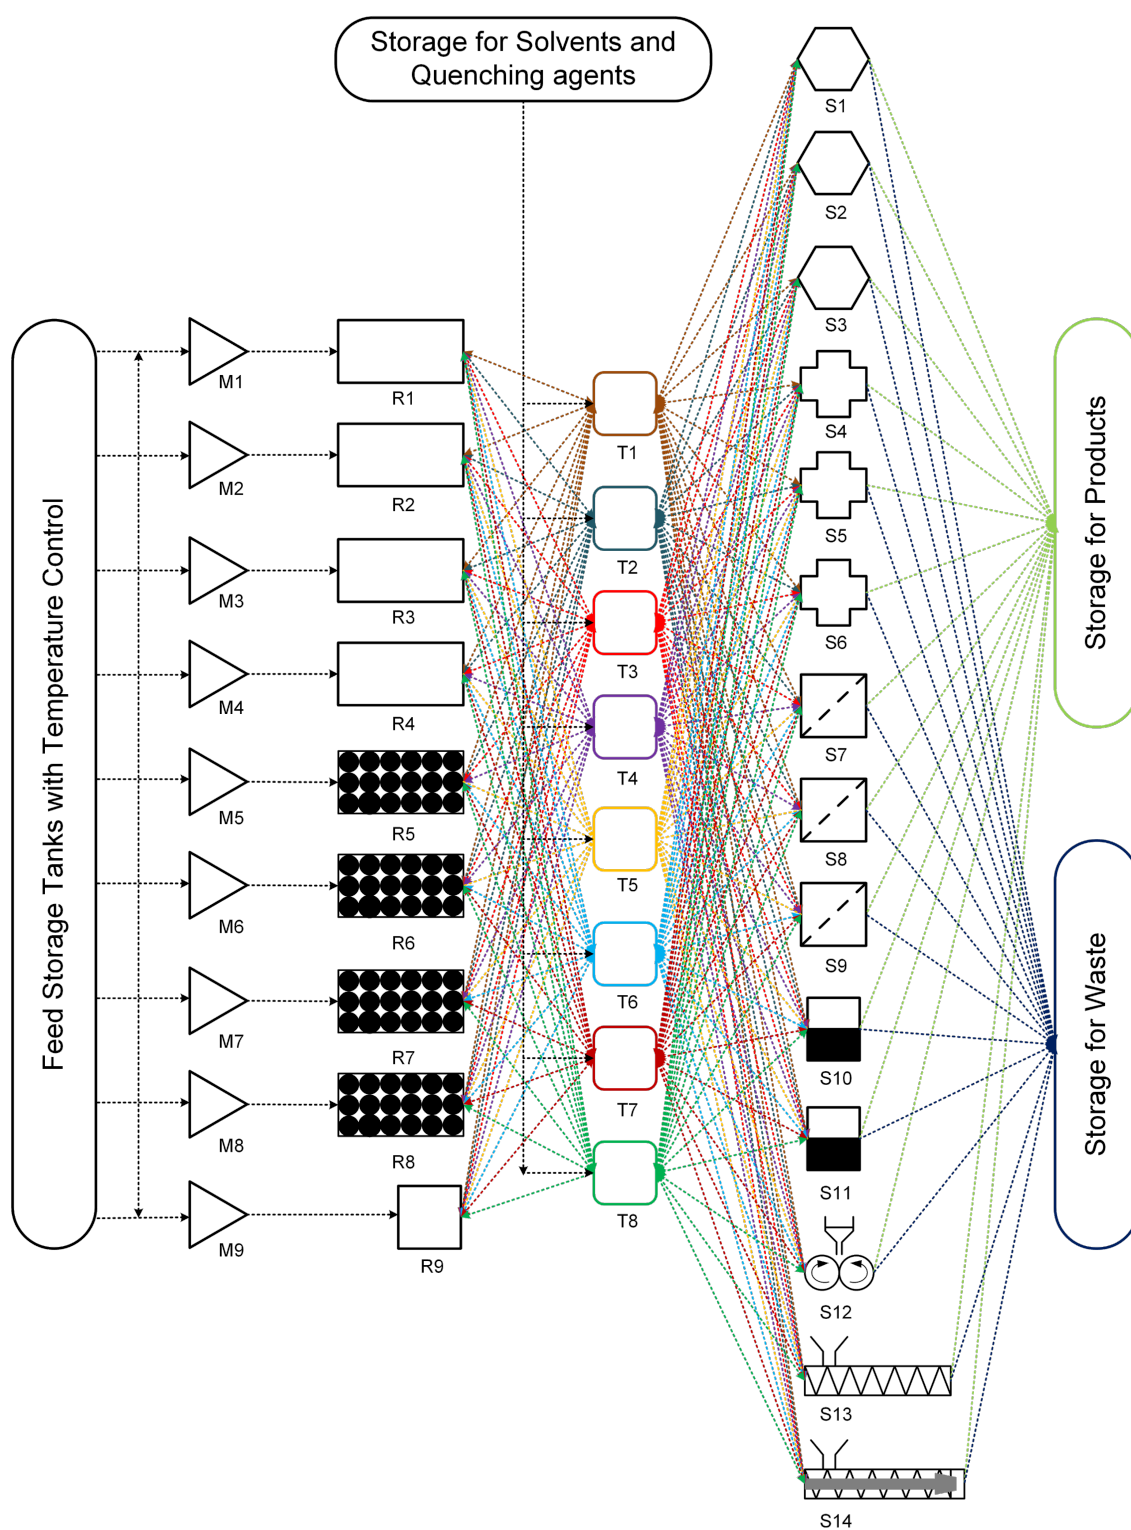 Storage for Solvents and
Quenching agents
Feed Storage Tanks with Temperature Control
M1
M2
M3
M4
M5
M6
M7
M8
M9
R1
R2
R3
R4
R5
R6
R7
R8
R9
T1
T2
T3
T4
T5
T6
T7
T8
S1
S2
S3
S4
S5
S6
S7
S8
S9
S10
S11
S12
S13
S14
Storage for Products
Storage for Waste